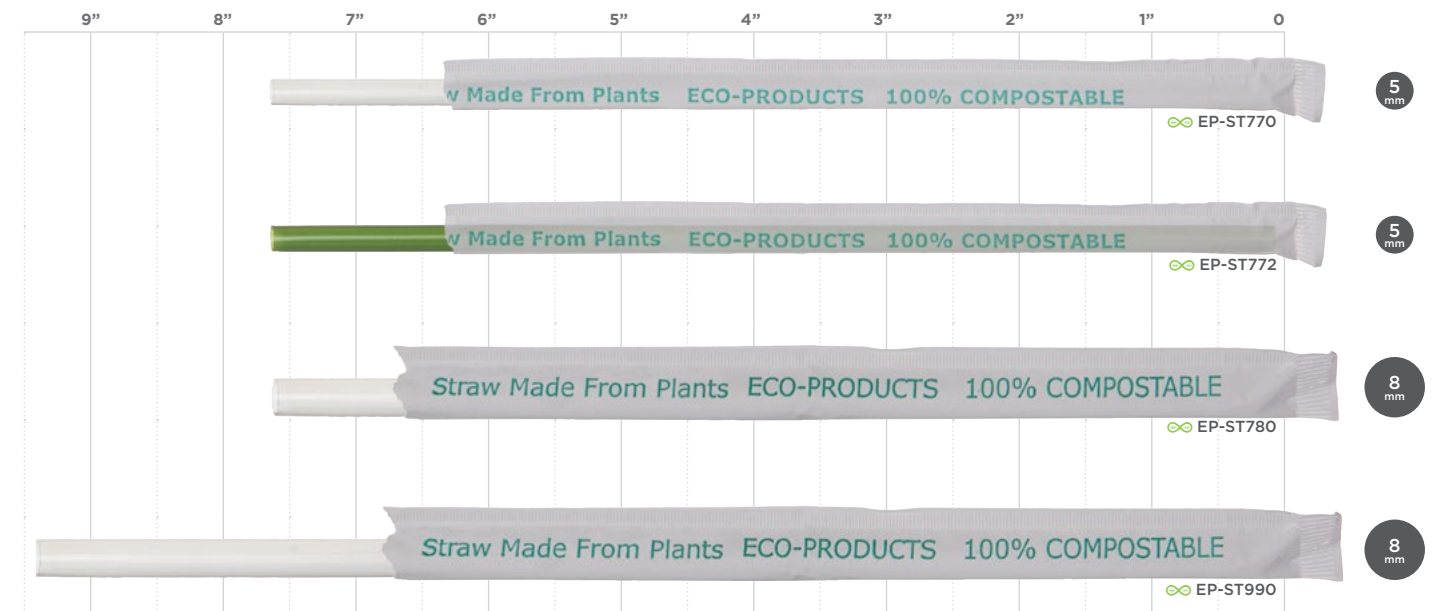 9” 8” 7” 6” 5” 4” 3” 2” 1” 0
w Made From Plants ECO-PRODUCTS 100% COMPOSTABLE
5
mm
EP-ST770
w Made From Plants ECO-PRODUCTS 100% COMPOSTABLE
5
mm
EP-ST772
Straw Made From Plants ECO-PRODUCTS 100% COMPOSTABLE
8
mm
EP-ST780
Straw Made From Plants ECO-PRODUCTS 100% COMPOSTABLE
8
mm
EP-ST990